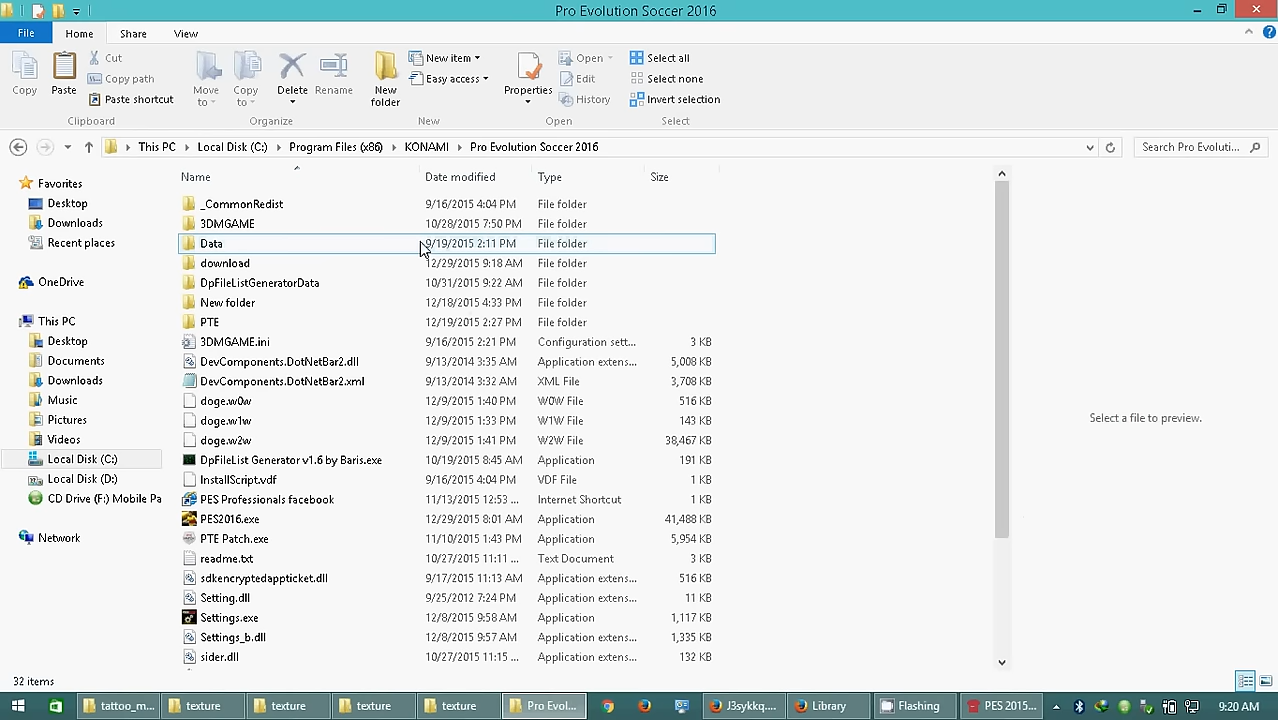 Pro Evolution Soccer 2016
File Home Share View
Copy
Paste
Cut
Copy path
Paste shortcut
Clipboard
Move to
Copy to
Delete
Rename
Organize
New folder
New item
Easy access
New
Properties
Open
Edit
History
Open
Select all
Select none
Invert selection
Select
This PC Local Disk (C:) Program Files (x86) KONAMI Pro Evolution Soccer 2016
Search Pro Evoluti...
Favorites
Desktop
Downloads
Recent places
OneDrive
This PC
Desktop
Documents
Downloads
Music
Pictures
Videos
Local Disk (C:)
Local Disk (D:)
CD Drive (F:) Mobile Pa
Network
Name Date modified Type Size
_CommonRedist 9/16/2015 4:04 PM File folder
3DMGAME 10/28/2015 7:50 PM File folder
Data 9/19/2015 2:11 PM File folder
download 12/29/2015 9:18 AM File folder
DpFileListGeneratorData 10/31/2015 9:22 AM File folder
New folder 12/18/2015 4:33 PM File folder
PTE 12/19/2015 2:27 PM File folder
3DMGAME.ini 9/16/2015 2:21 PM Configuration sett... 3 KB
DevComponents.DotNetBar2.dll 9/13/2014 3:35 AM Application extens... 5,008 KB
DevComponents.DotNetBar2.xml 9/13/2014 3:32 AM XML File 3,708 KB
doge.w0w 12/9/2015 1:40 PM W0W File 516 KB
doge.w1w 12/9/2015 1:33 PM W1W File 143 KB
doge.w2w 12/9/2015 1:41 PM W2W File 38,467 KB
DpFileList Generator v1.6 by Baris.exe 10/19/2015 8:45 AM Application 191 KB
InstallScript.vdf 9/16/2015 4:04 PM VDF File 1 KB
PES Professionals facebook 11/13/2015 12:53 ... Internet Shortcut 1 KB
PES2016.exe 12/29/2015 8:01 AM Application 41,488 KB
PTE Patch.exe 11/10/2015 1:43 PM Application 5,954 KB
readme.txt 10/27/2015 11:11 ... Text Document 3 KB
sdkencryptedappticket.dll 9/17/2015 11:13 AM Application extens... 516 KB
Setting.dll 9/25/2012 7:24 PM Application extens... 11 KB
Settings.exe 12/8/2015 9:58 AM Application 1,117 KB
Settings_b.dll 12/8/2015 9:57 AM Application extens... 1,335 KB
sider.dll 10/27/2015 11:15 ... Application extens... 132 KB
Select a file to preview.
32 items
tattoo_m... texture texture texture texture Pro Evol... J3sykkq.... Library Flashing PES 2015... 9:20 AM